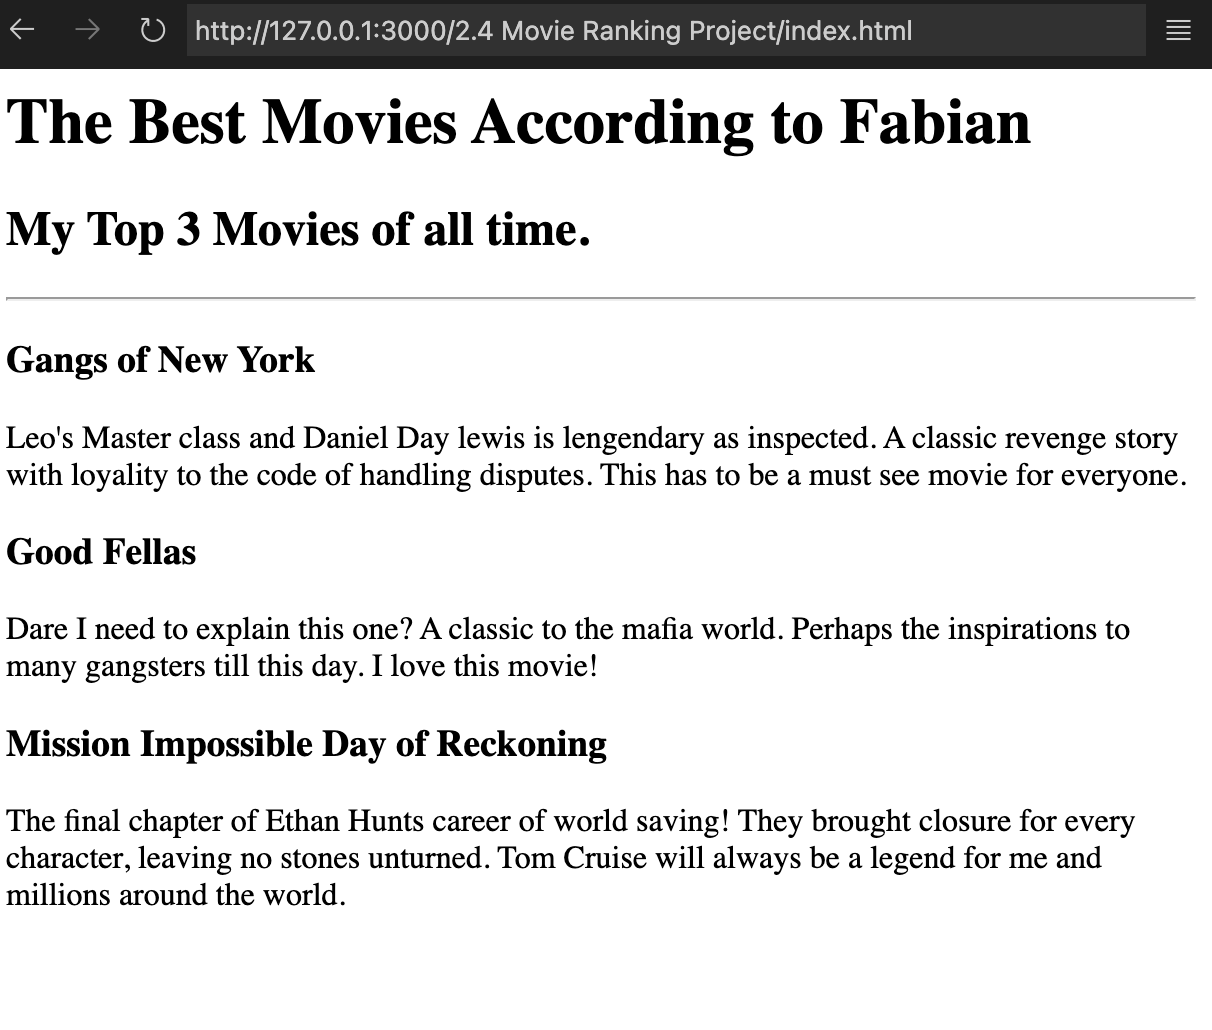 http://127.0.0.1:3000/2.4 Movie Ranking Project/index.html
The Best Movies According to Fabian
My Top 3 Movies of all time.
Gangs of New York
Leo's Master class and Daniel Day lewis is lengendary as inspected. A classic revenge story
with loyality to the code of handling disputes. This has to be a must see movie for everyone.
Good Fellas
Dare I need to explain this one? A classic to the mafia world. Perhaps the inspirations to
many gangsters till this day. I love this movie!
Mission Impossible Day of Reckoning
The final chapter of Ethan Hunts career of world saving! They brought closure for every
character, leaving no stones unturned. Tom Cruise will always be a legend for me and
millions around the world.